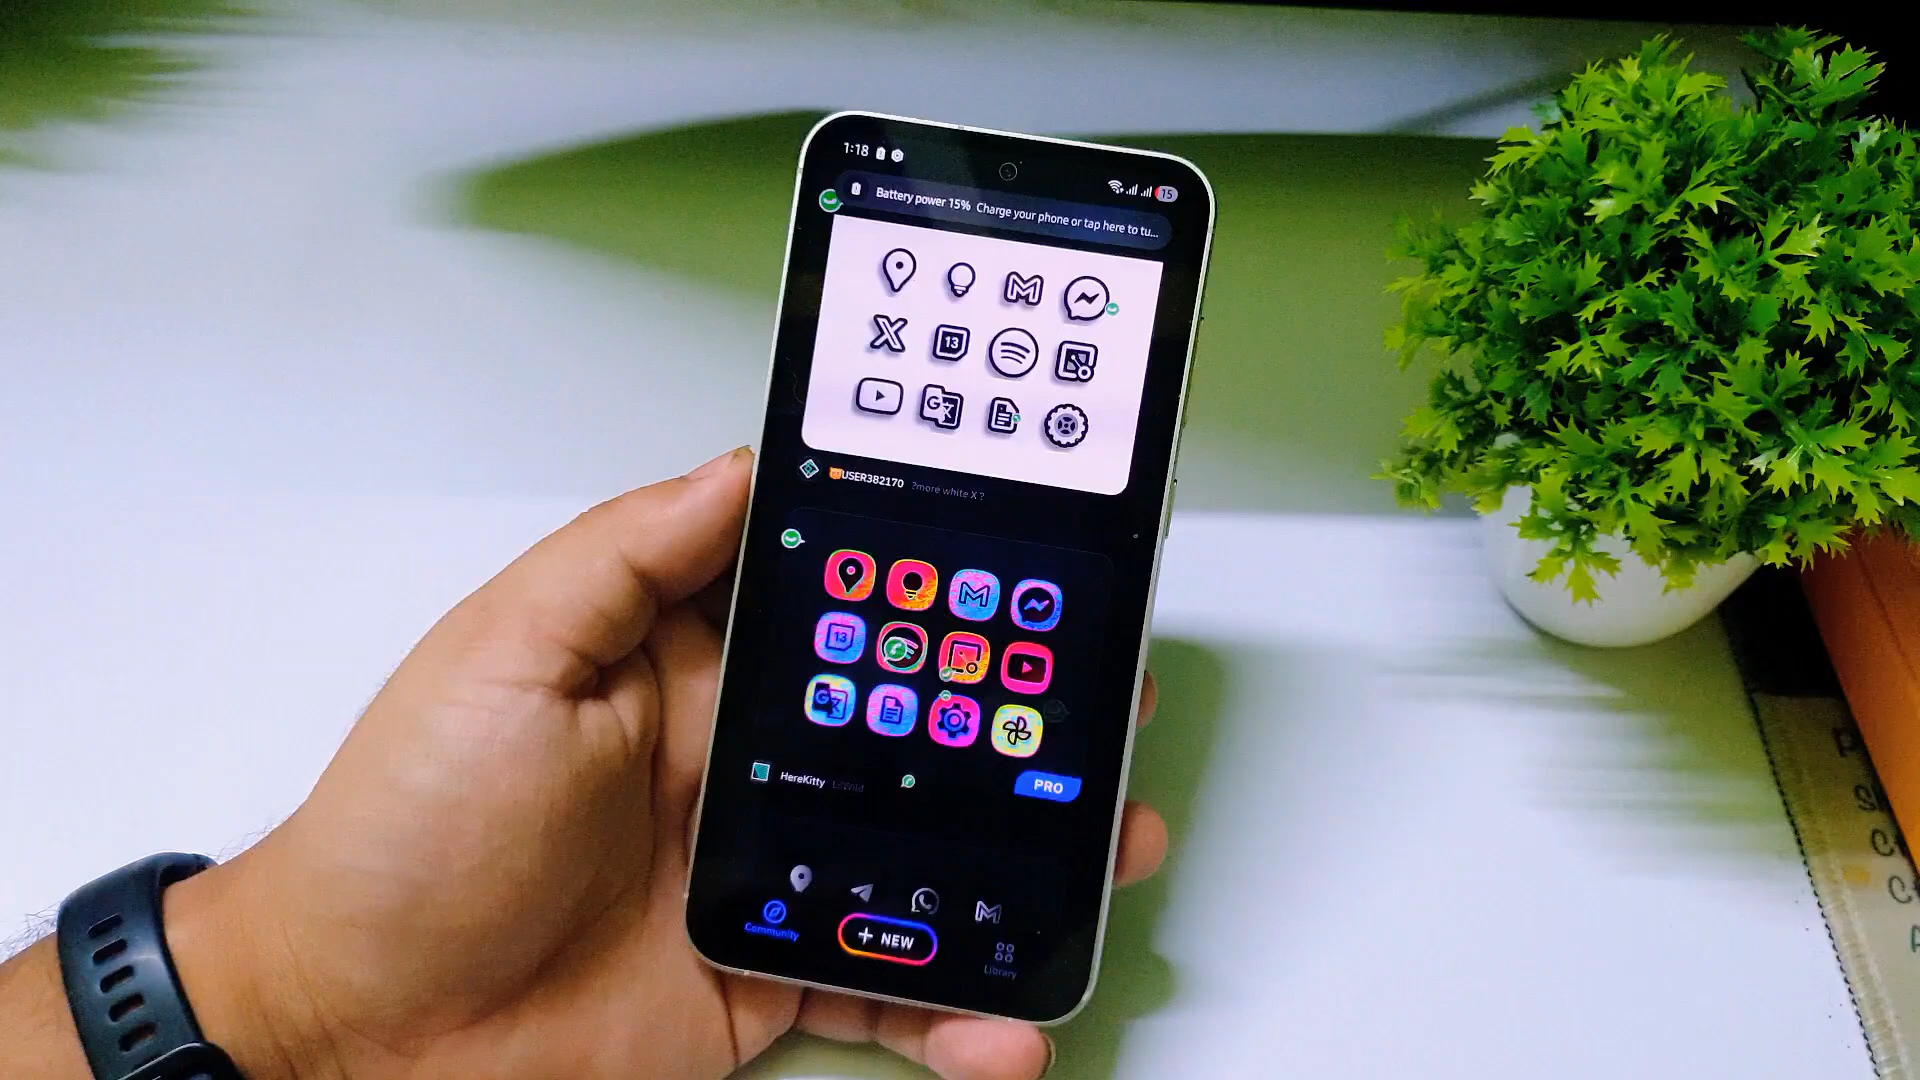 1:18
15
Battery power 15% Charge your phone or tap here to tu...
13
USER382170 ?more white X ?
13
HereKitty
PRO
Community
+ NEW
Library